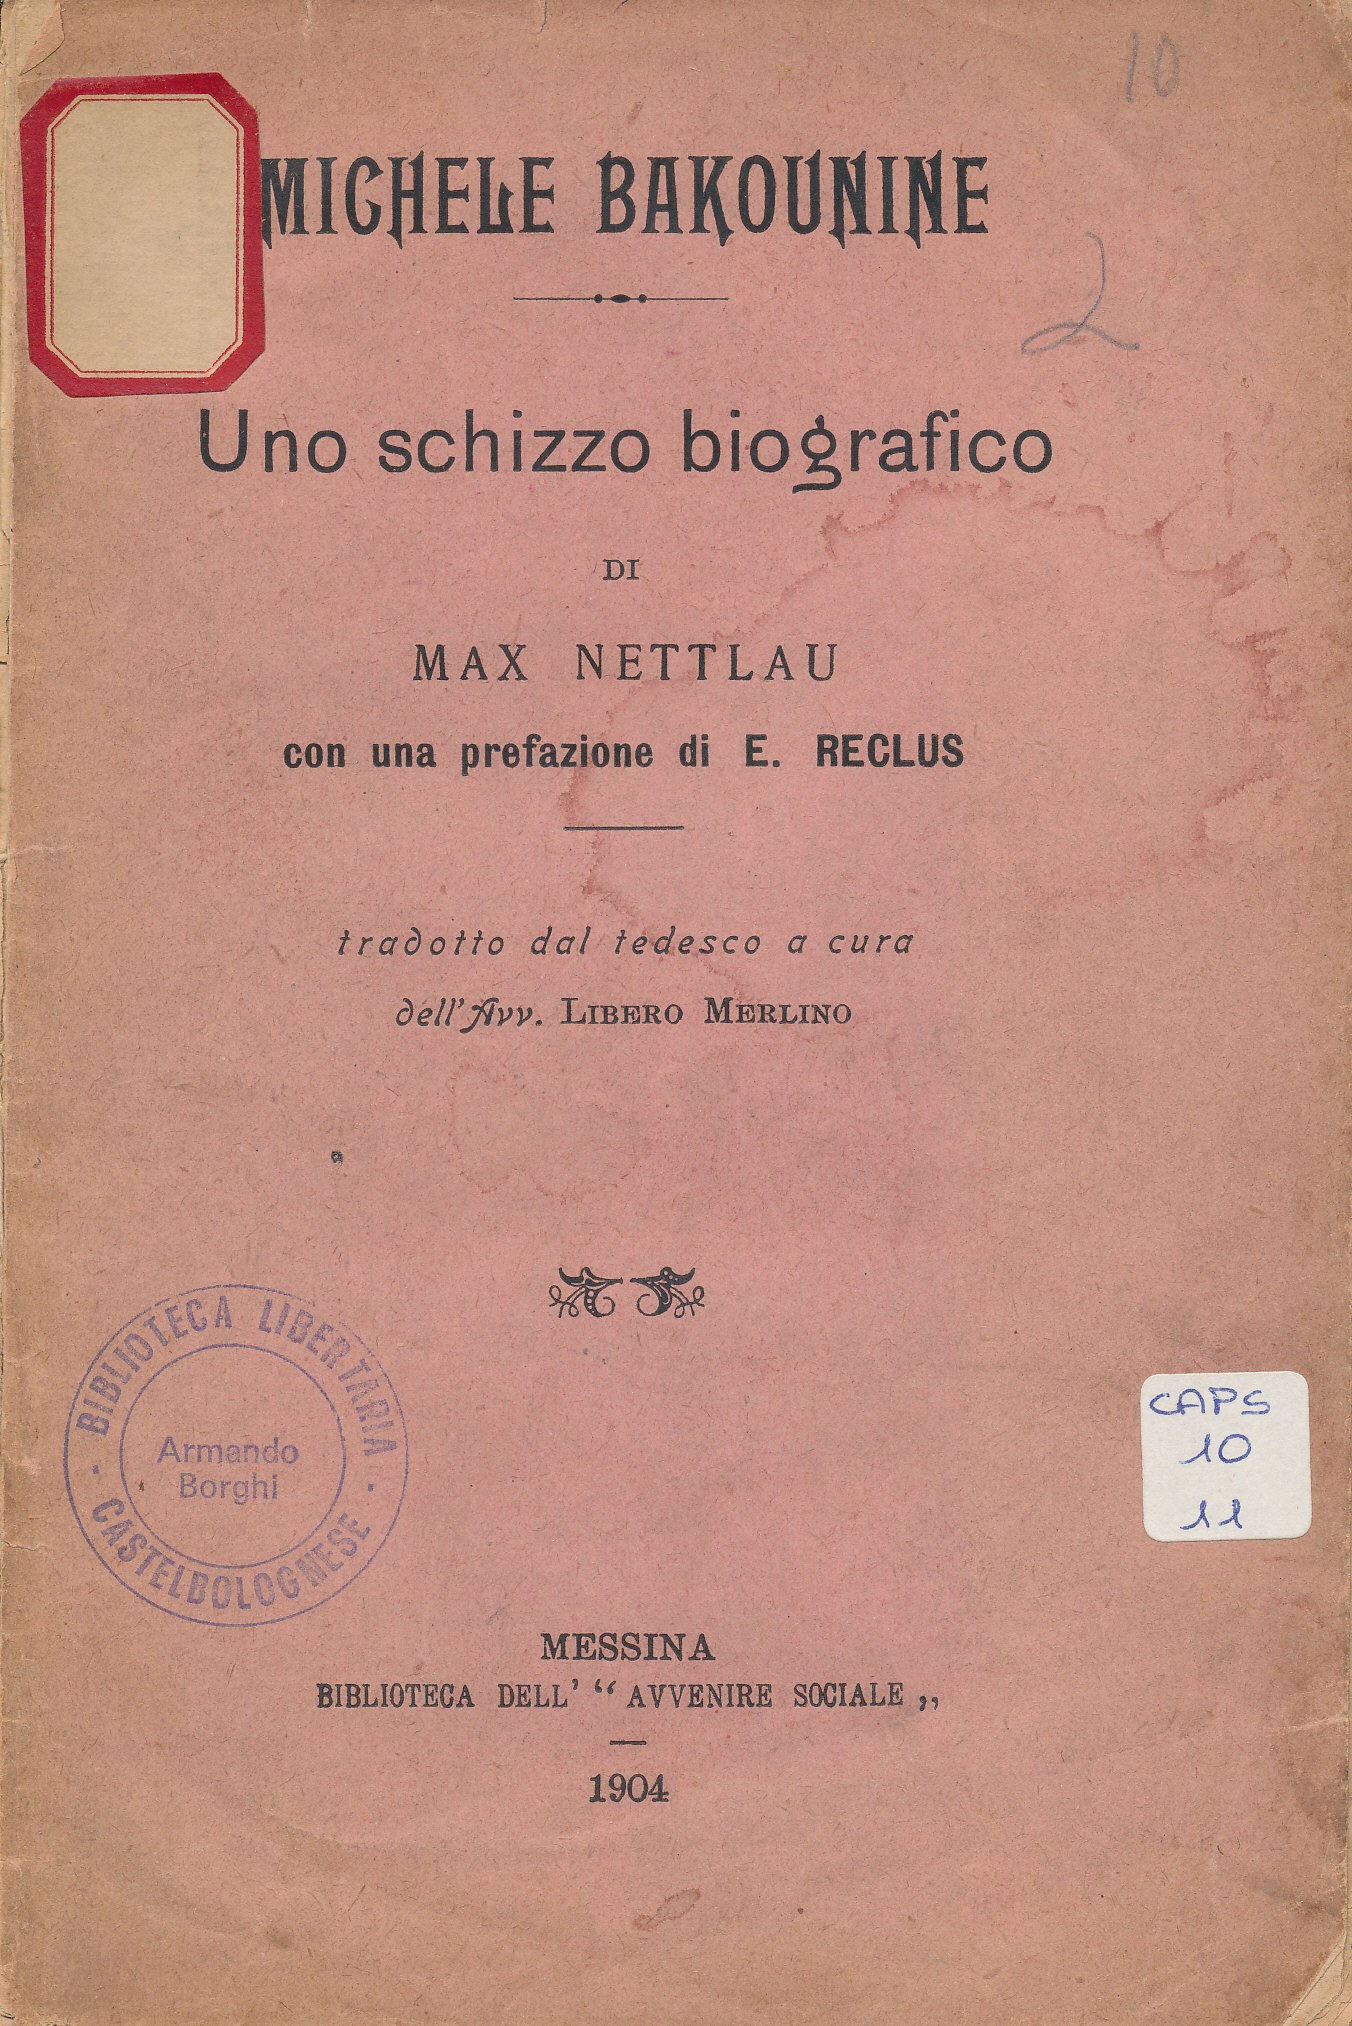 10
MICHELE BAKOUNINE
2
Uno schizzo biografico
DI
MAX NETTLAU
con una prefazione di E. RECLUS
tradotto dal tedesco a cura
dell'Avv. LIBERO MERLINO
- BIBLIOTECA LIBERTARIA -
Armando
Borghi
CASTELBOLOGNESE
CAPS
10
11
MESSINA
BIBLIOTECA DELL' “ AVVENIRE SOCIALE „
1904